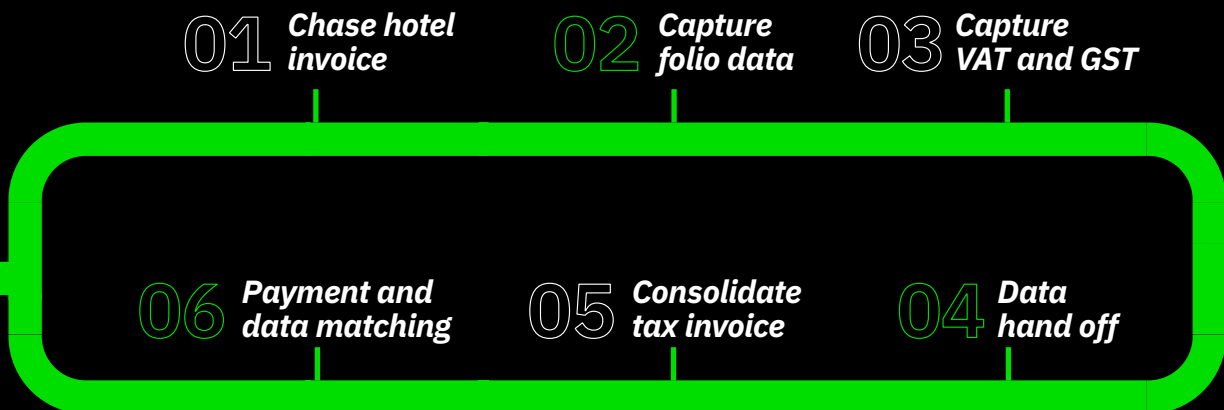 01 Chase hotel
invoice
02 Capture
folio data
03 Capture
VAT and GST
06 Payment and
data matching
05 Consolidate
tax invoice
04 Data
hand off